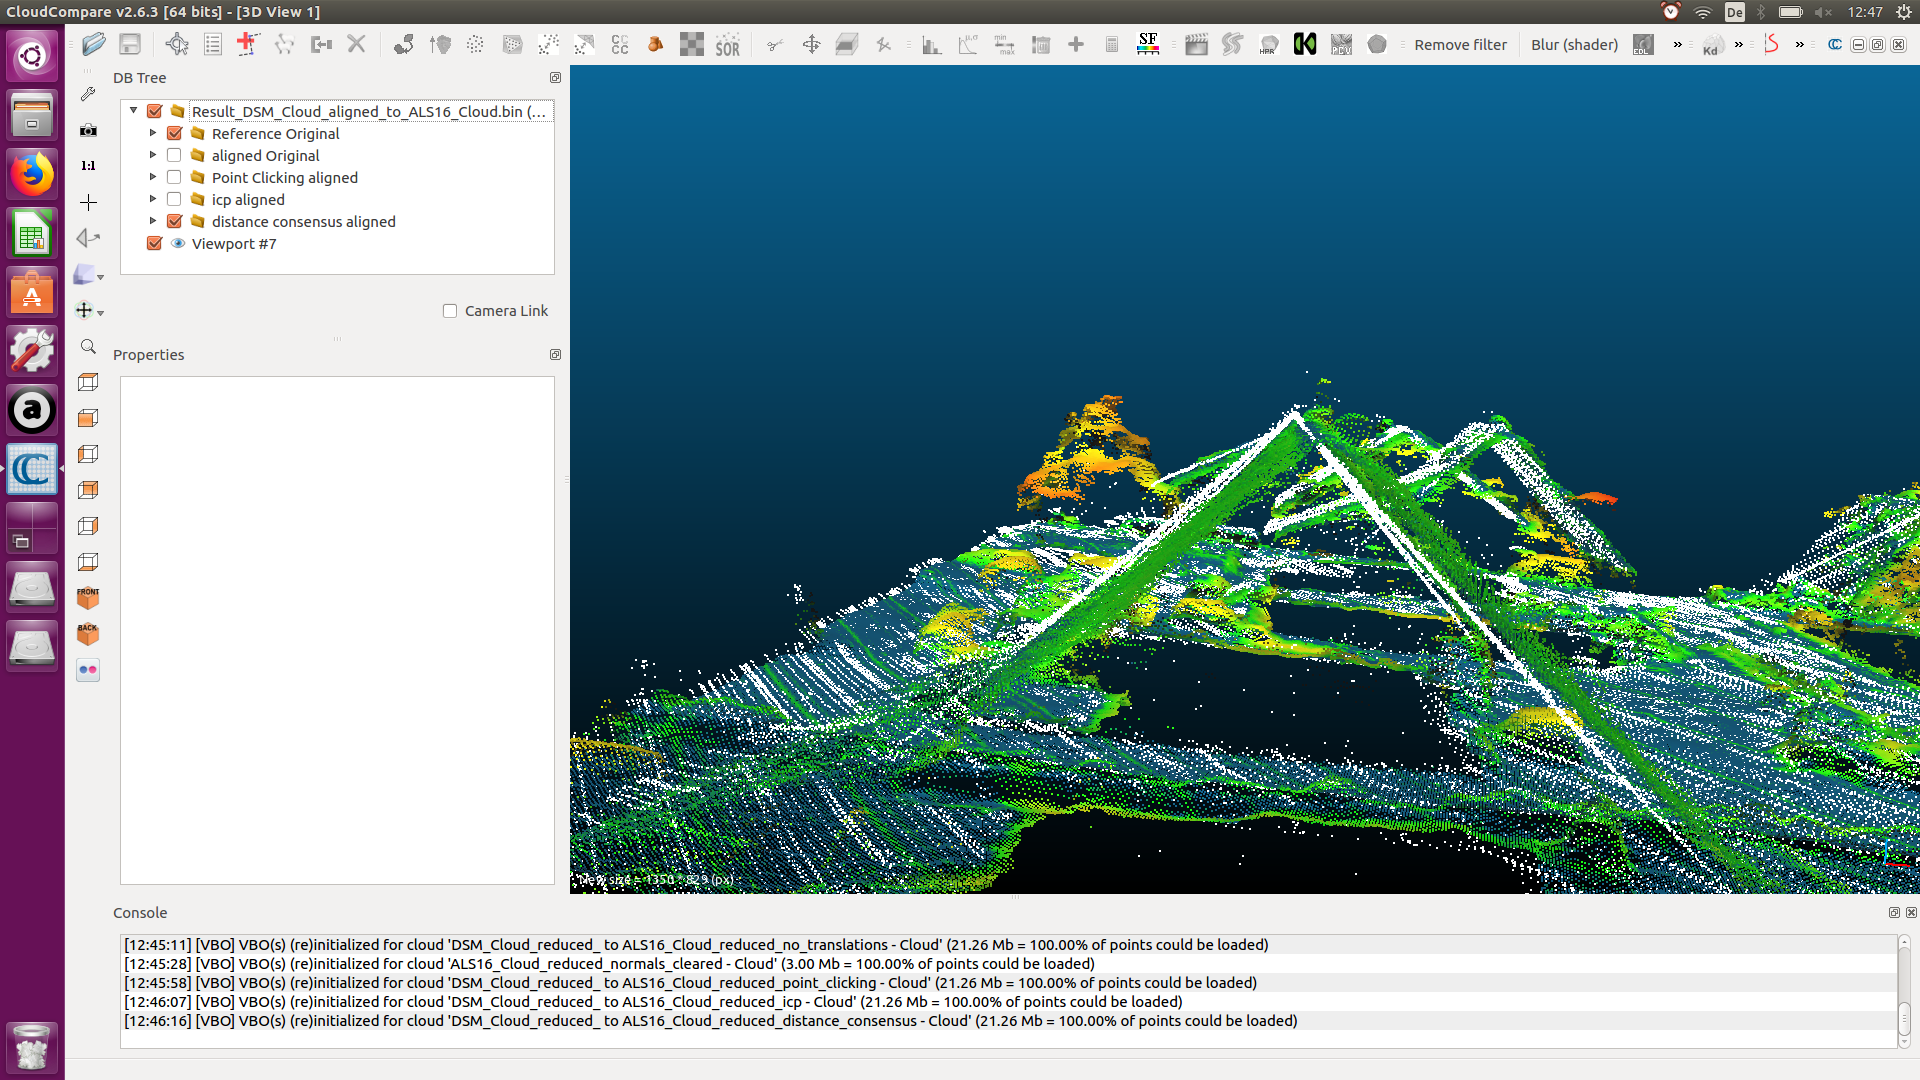 CloudCompare v2.6.3 [64 bits] - [3D View 1]
De
12:47
CC
CC
SOR
SF
HPR
PCV
Remove filter
Blur (shader)
EDL
»
Kd
»
»
DB Tree
Result_DSM_Cloud_aligned_to_ALS16_Cloud.bin (...
Reference Original
aligned Original
Point Clicking aligned
icp aligned
distance consensus aligned
Viewport #7
1:1
Camera Link
Properties
FRONT
BACK
New size = 1350 * 829 (px)
Console
[12:45:11] [VBO] VBO(s) (re)initialized for cloud 'DSM_Cloud_reduced_ to ALS16_Cloud_reduced_no_translations - Cloud' (21.26 Mb = 100.00% of points could be loaded)
[12:45:28] [VBO] VBO(s) (re)initialized for cloud 'ALS16_Cloud_reduced_normals_cleared - Cloud' (3.00 Mb = 100.00% of points could be loaded)
[12:45:58] [VBO] VBO(s) (re)initialized for cloud 'DSM_Cloud_reduced_ to ALS16_Cloud_reduced_point_clicking - Cloud' (21.26 Mb = 100.00% of points could be loaded)
[12:46:07] [VBO] VBO(s) (re)initialized for cloud 'DSM_Cloud_reduced_ to ALS16_Cloud_reduced_icp - Cloud' (21.26 Mb = 100.00% of points could be loaded)
[12:46:16] [VBO] VBO(s) (re)initialized for cloud 'DSM_Cloud_reduced_ to ALS16_Cloud_reduced_distance_consensus - Cloud' (21.26 Mb = 100.00% of points could be loaded)